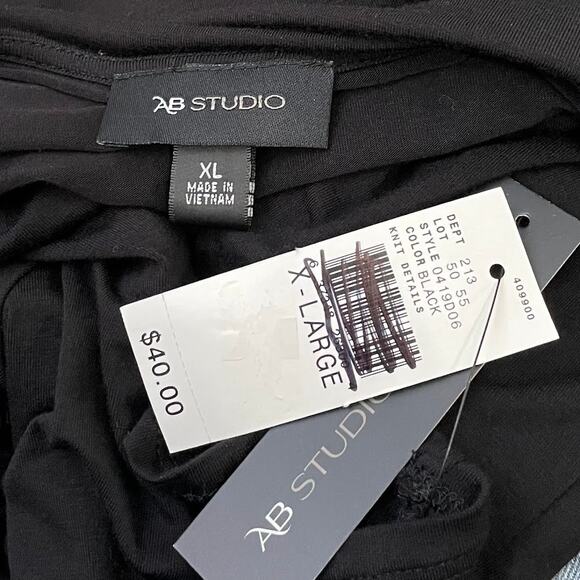 AB STUDIO
XL
MADE IN
VIETNAM
DEPT 213
LOT 50 55
STYLE 0419D06
COLOR BLACK
KNIT DETAILS
X-LARGE
$40.00
409900
AB STUDIO